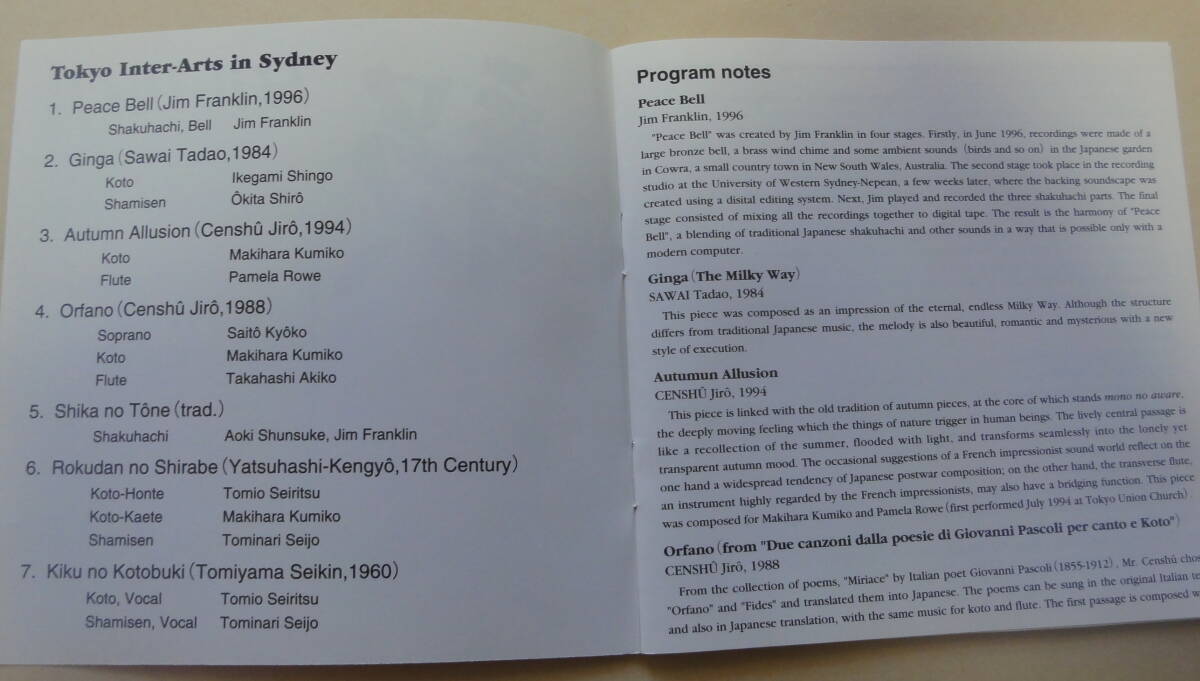 Tokyo Inter-Arts in Sydney
1. Peace Bell (Jim Franklin,1996)
Shakuhachi, Bell Jim Franklin
2. Ginga (Sawai Tadao,1984)
Koto Ikegami Shingo
Shamisen Ôkita Shirô
3. Autumn Allusion (Censhû Jirô,1994)
Koto Makihara Kumiko
Flute Pamela Rowe
4. Orfano (Censhû Jirô,1988)
Soprano Saitô Kyôko
Koto Makihara Kumiko
Flute Takahashi Akiko
5. Shika no Tône (trad.)
Shakuhachi Aoki Shunsuke, Jim Franklin
6. Rokudan no Shirabe (Yatsuhashi-Kengyô,17th Century)
Koto-Honte Tomio Seiritsu
Koto-Kaete Makihara Kumiko
Shamisen Tominari Seijo
7. Kiku no Kotobuki (Tomiyama Seikin,1960)
Koto, Vocal Tomio Seiritsu
Shamisen, Vocal Tominari Seijo
Program notes
Peace Bell
Jim Franklin, 1996
"Peace Bell" was created by Jim Franklin in four stages. Firstly, in June 1996, recordings were made of a
large bronze bell, a brass wind chime and some ambient sounds (birds and so on) in the Japanese garden
in Cowra, a small country town in New South Wales, Australia. The second stage took place in the recording
studio at the University of Western Sydney-Nepean, a few weeks later, where the backing soundscape was
created using a disital editing system. Next, Jim played and recorded the three shakuhachi parts. The final
stage consisted of mixing all the recordings together to digital tape. The result is the harmony of "Peace
Bell", a blending of traditional Japanese shakuhachi and other sounds in a way that is possible only with a
modern computer.
Ginga (The Milky Way)
SAWAI Tadao, 1984
This piece was composed as an impression of the eternal, endless Milky Way. Although the structure
differs from traditional Japanese music, the melody is also beautiful, romantic and mysterious with a new
style of execution.
Autumun Allusion
CENSHÛ Jirô, 1994
This piece is linked with the old tradition of autumn pieces, at the core of which stands mono no aware,
the deeply moving feeling which the things of nature trigger in human beings. The lively central passage is
like a recollection of the summer, flooded with light, and transforms seamlessly into the lonely yet
transparent autumn mood. The occasional suggestions of a French impressionist sound world reflect on the
one hand a widespread tendency of Japanese postwar composition; on the other hand, the transverse flute,
an instrument highly regarded by the French impressionists, may also have a bridging function. This piece
was composed for Makihara Kumiko and Pamela Rowe (first performed July 1994 at Tokyo Union Church).
Orfano (from "Due canzoni dalla poesie di Giovanni Pascoli per canto e Koto")
CENSHÛ Jirô, 1988
From the collection of poems, "Miriace" by Italian poet Giovanni Pascoli (1855-1912), Mr. Censhû chos
"Orfano" and "Fides" and translated them into Japanese. The poems can be sung in the original Italian te
and also in Japanese translation, with the same music for koto and flute. The first passage is composed w